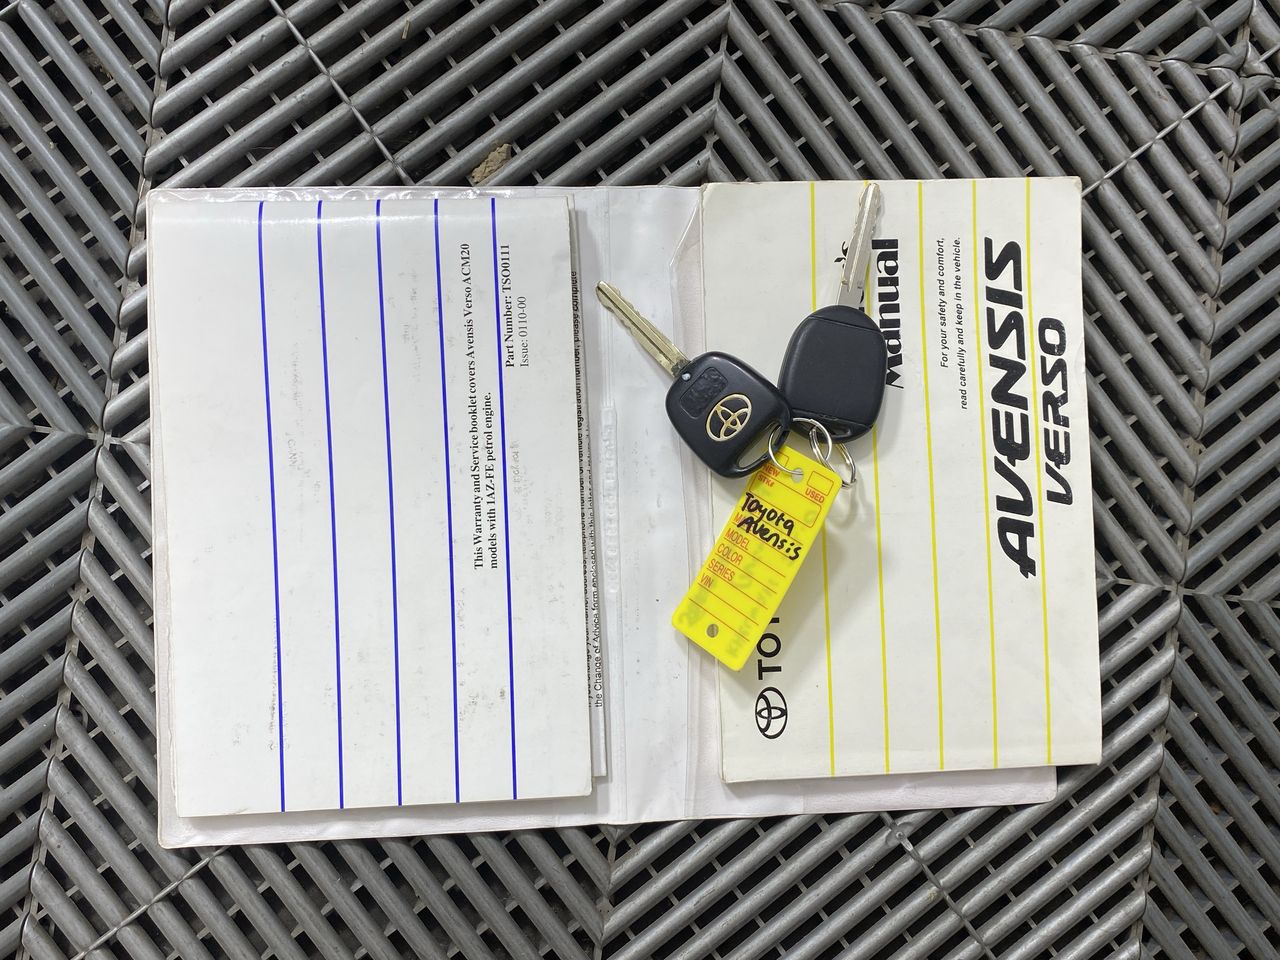 This Warranty and Service booklet covers Avensis Verso ACM20
models with 1AZ-FE petrol engine.
Part Number: TSO0111
Issue: 0110-00
the Change of Advice form enclosed with this
Manual
For your safety and comfort,
read carefully and keep in the vehicle.
AVENSIS
VERSO
NEW
USED
Toyota
Avensis
MODEL
COLOR
SERIES
VIN